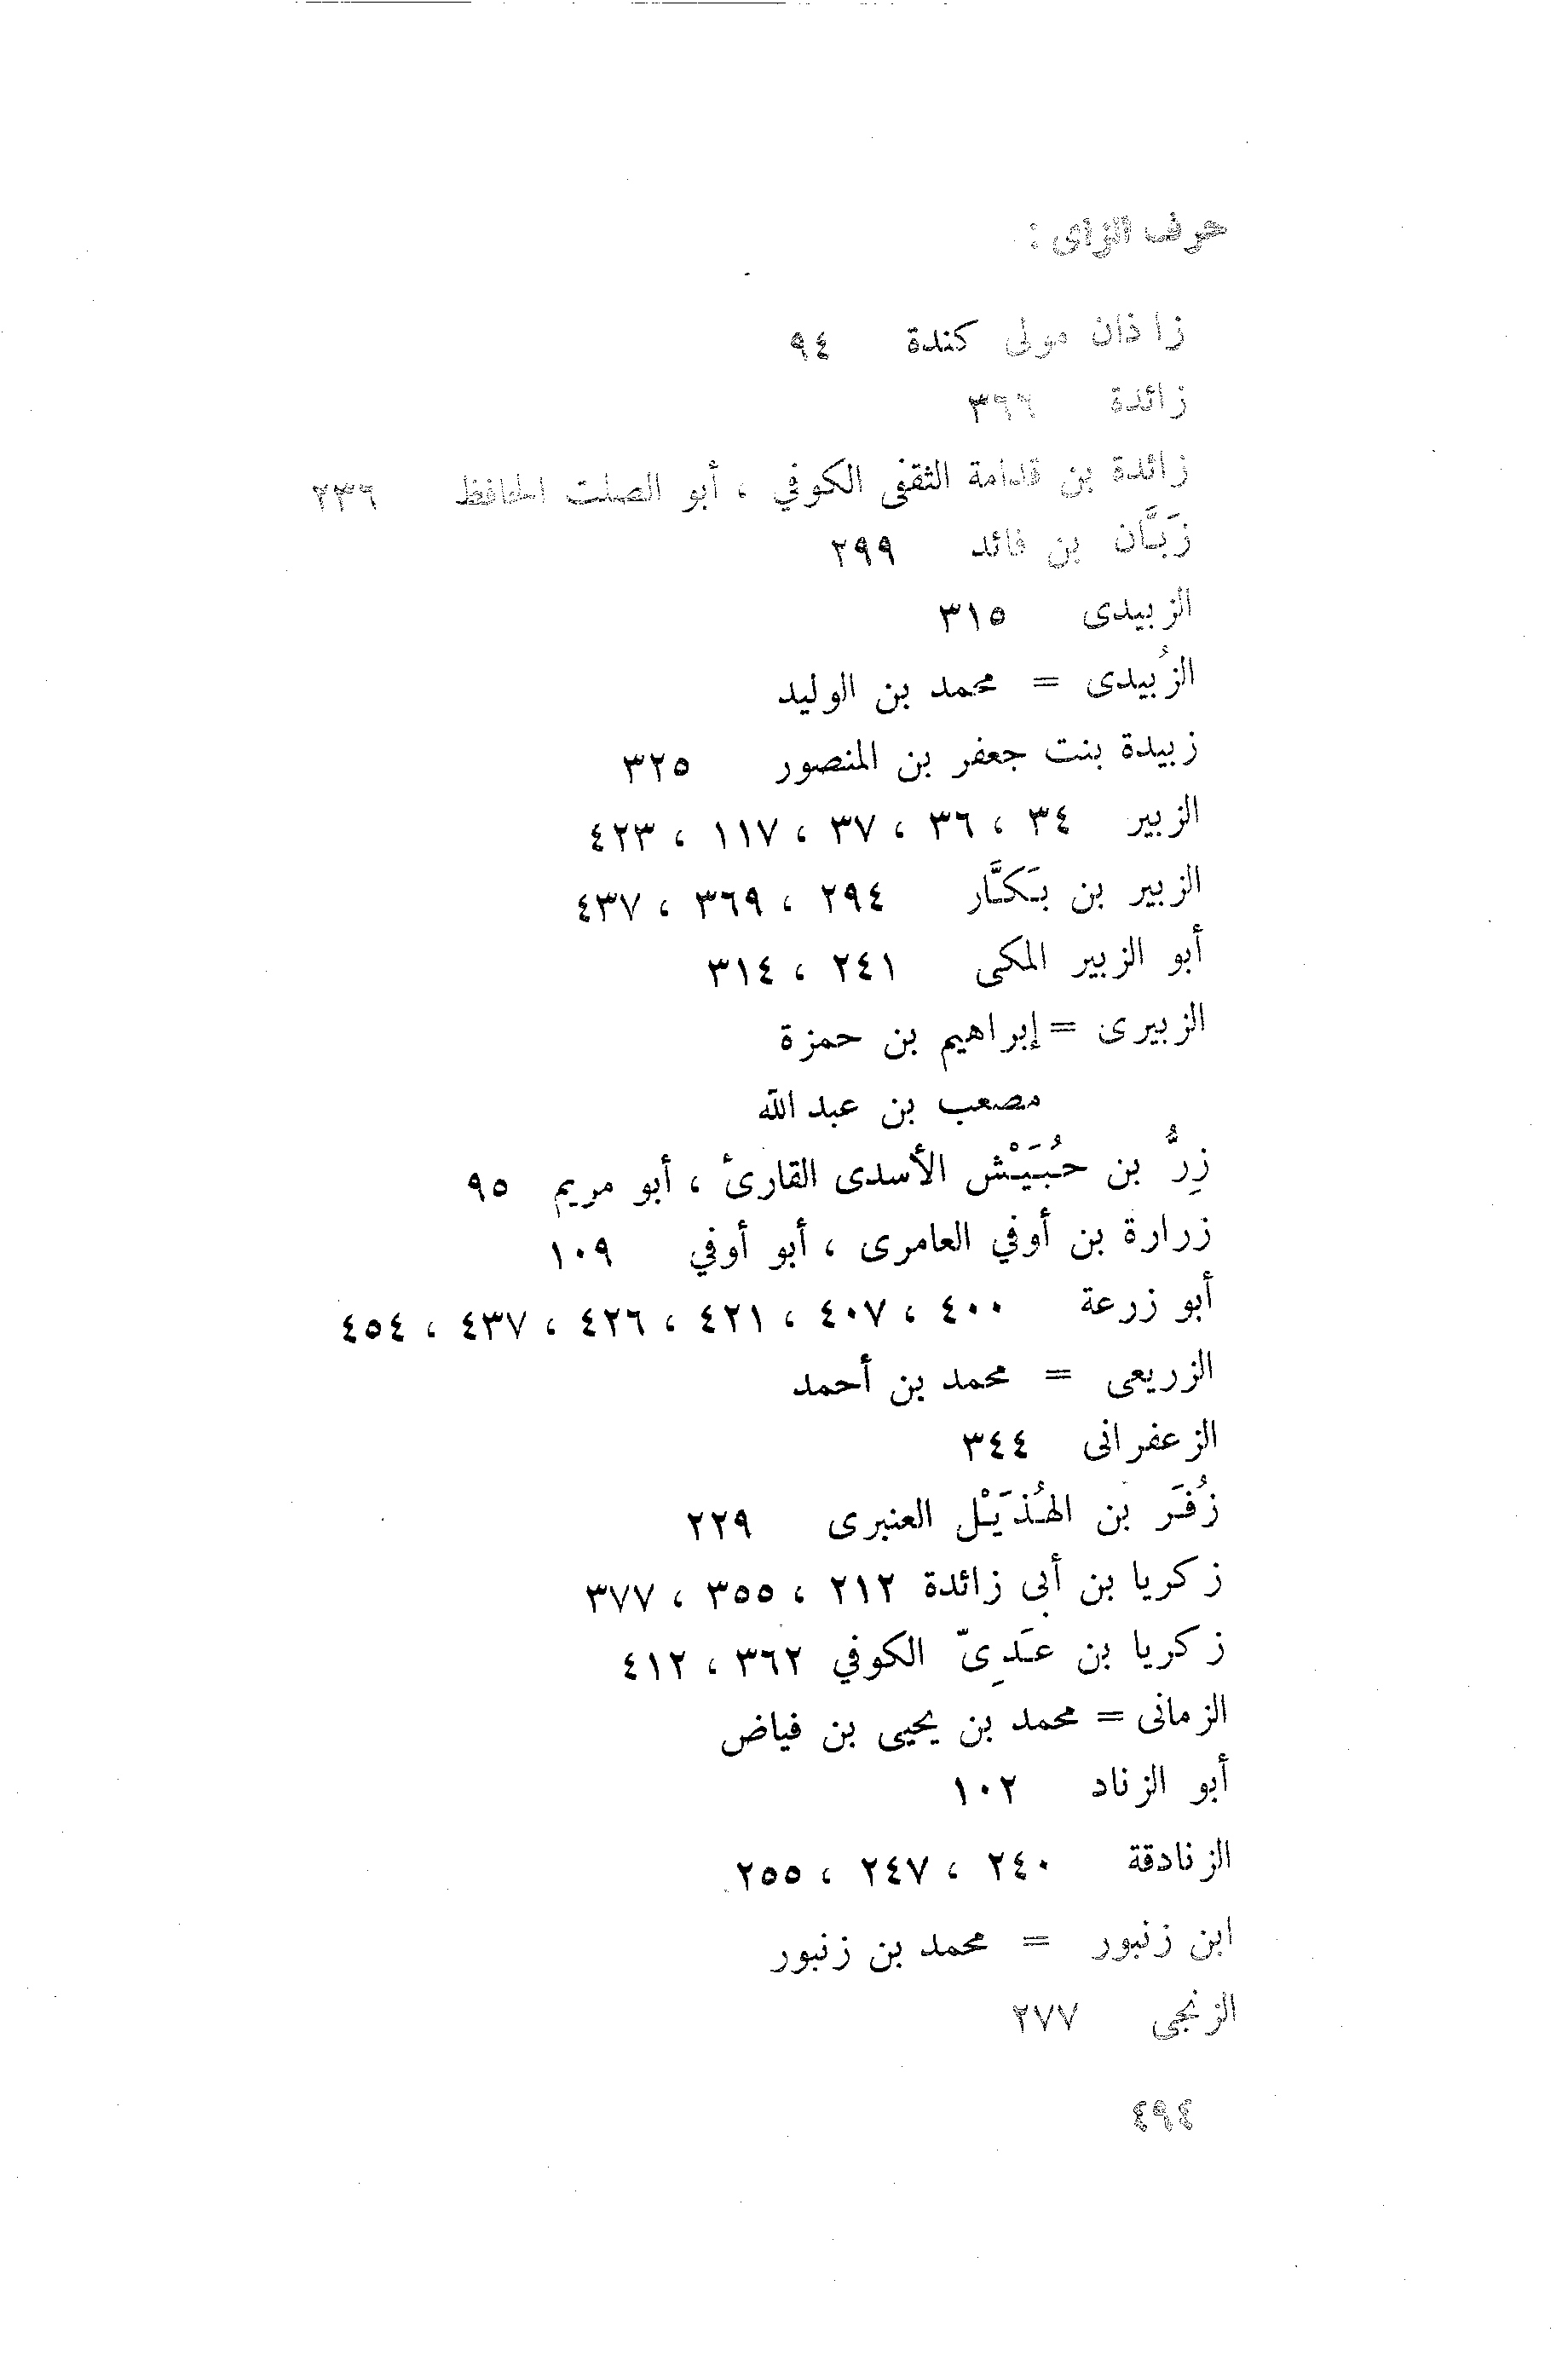 حرف الزاى :
زاذان مولى كندة ٩٤
زائدة ٣٦٦
زائدة بن قدامة الثقفى الكوفي ، أبو الصلت الحافظ ٢٣٦
زَبَّان بن فائد ٢٩٩
الزبيدى ٣١٥
الزُبيدى = محمد بن الوليد
زبيدة بنت جعفر بن المنصور ٣٢٥
الزبير ٣٤ ، ٣٦ ، ٣٧ ، ١١٧ ، ٤٢٣
الزبير بن بَكَّار ٢٩٤ ، ٣٦٩ ، ٤٣٧
أبو الزبير المكى ٢٤١ ، ٣١٤
الزبيرى = إبراهيم بن حمزة
مصعب بن عبد الله
زِرُّ بن حُبَيْش الأسدى القارئ ، أبو مريم ٩٥
زرارة بن أوفي العامرى ، أبو أوفي ١٠٩
أبو زرعة ٤٠٠ ، ٤٠٧ ، ٤٢١ ، ٤٢٦ ، ٤٣٧ ، ٤٥٤
الزريعى = محمد بن أحمد
الزعفرانى ٣٤٤
زُفَر بن الهُذَيْل العنبرى ٢٢٩
زكريا بن أبى زائدة ٢١٢ ، ٣٥٥ ، ٣٧٧
زكريا بن عَدِىّ الكوفي ٣٦٢ ، ٤١٢
الزمانى = محمد بن يحيى بن فياض
أبو الزناد ١٠٢
الزنادقة ٢٤٠ ، ٢٤٧ ، ٢٥٥
ابن زنبور = محمد بن زنبور
الزنجى ٢٧٧
٤٩٤